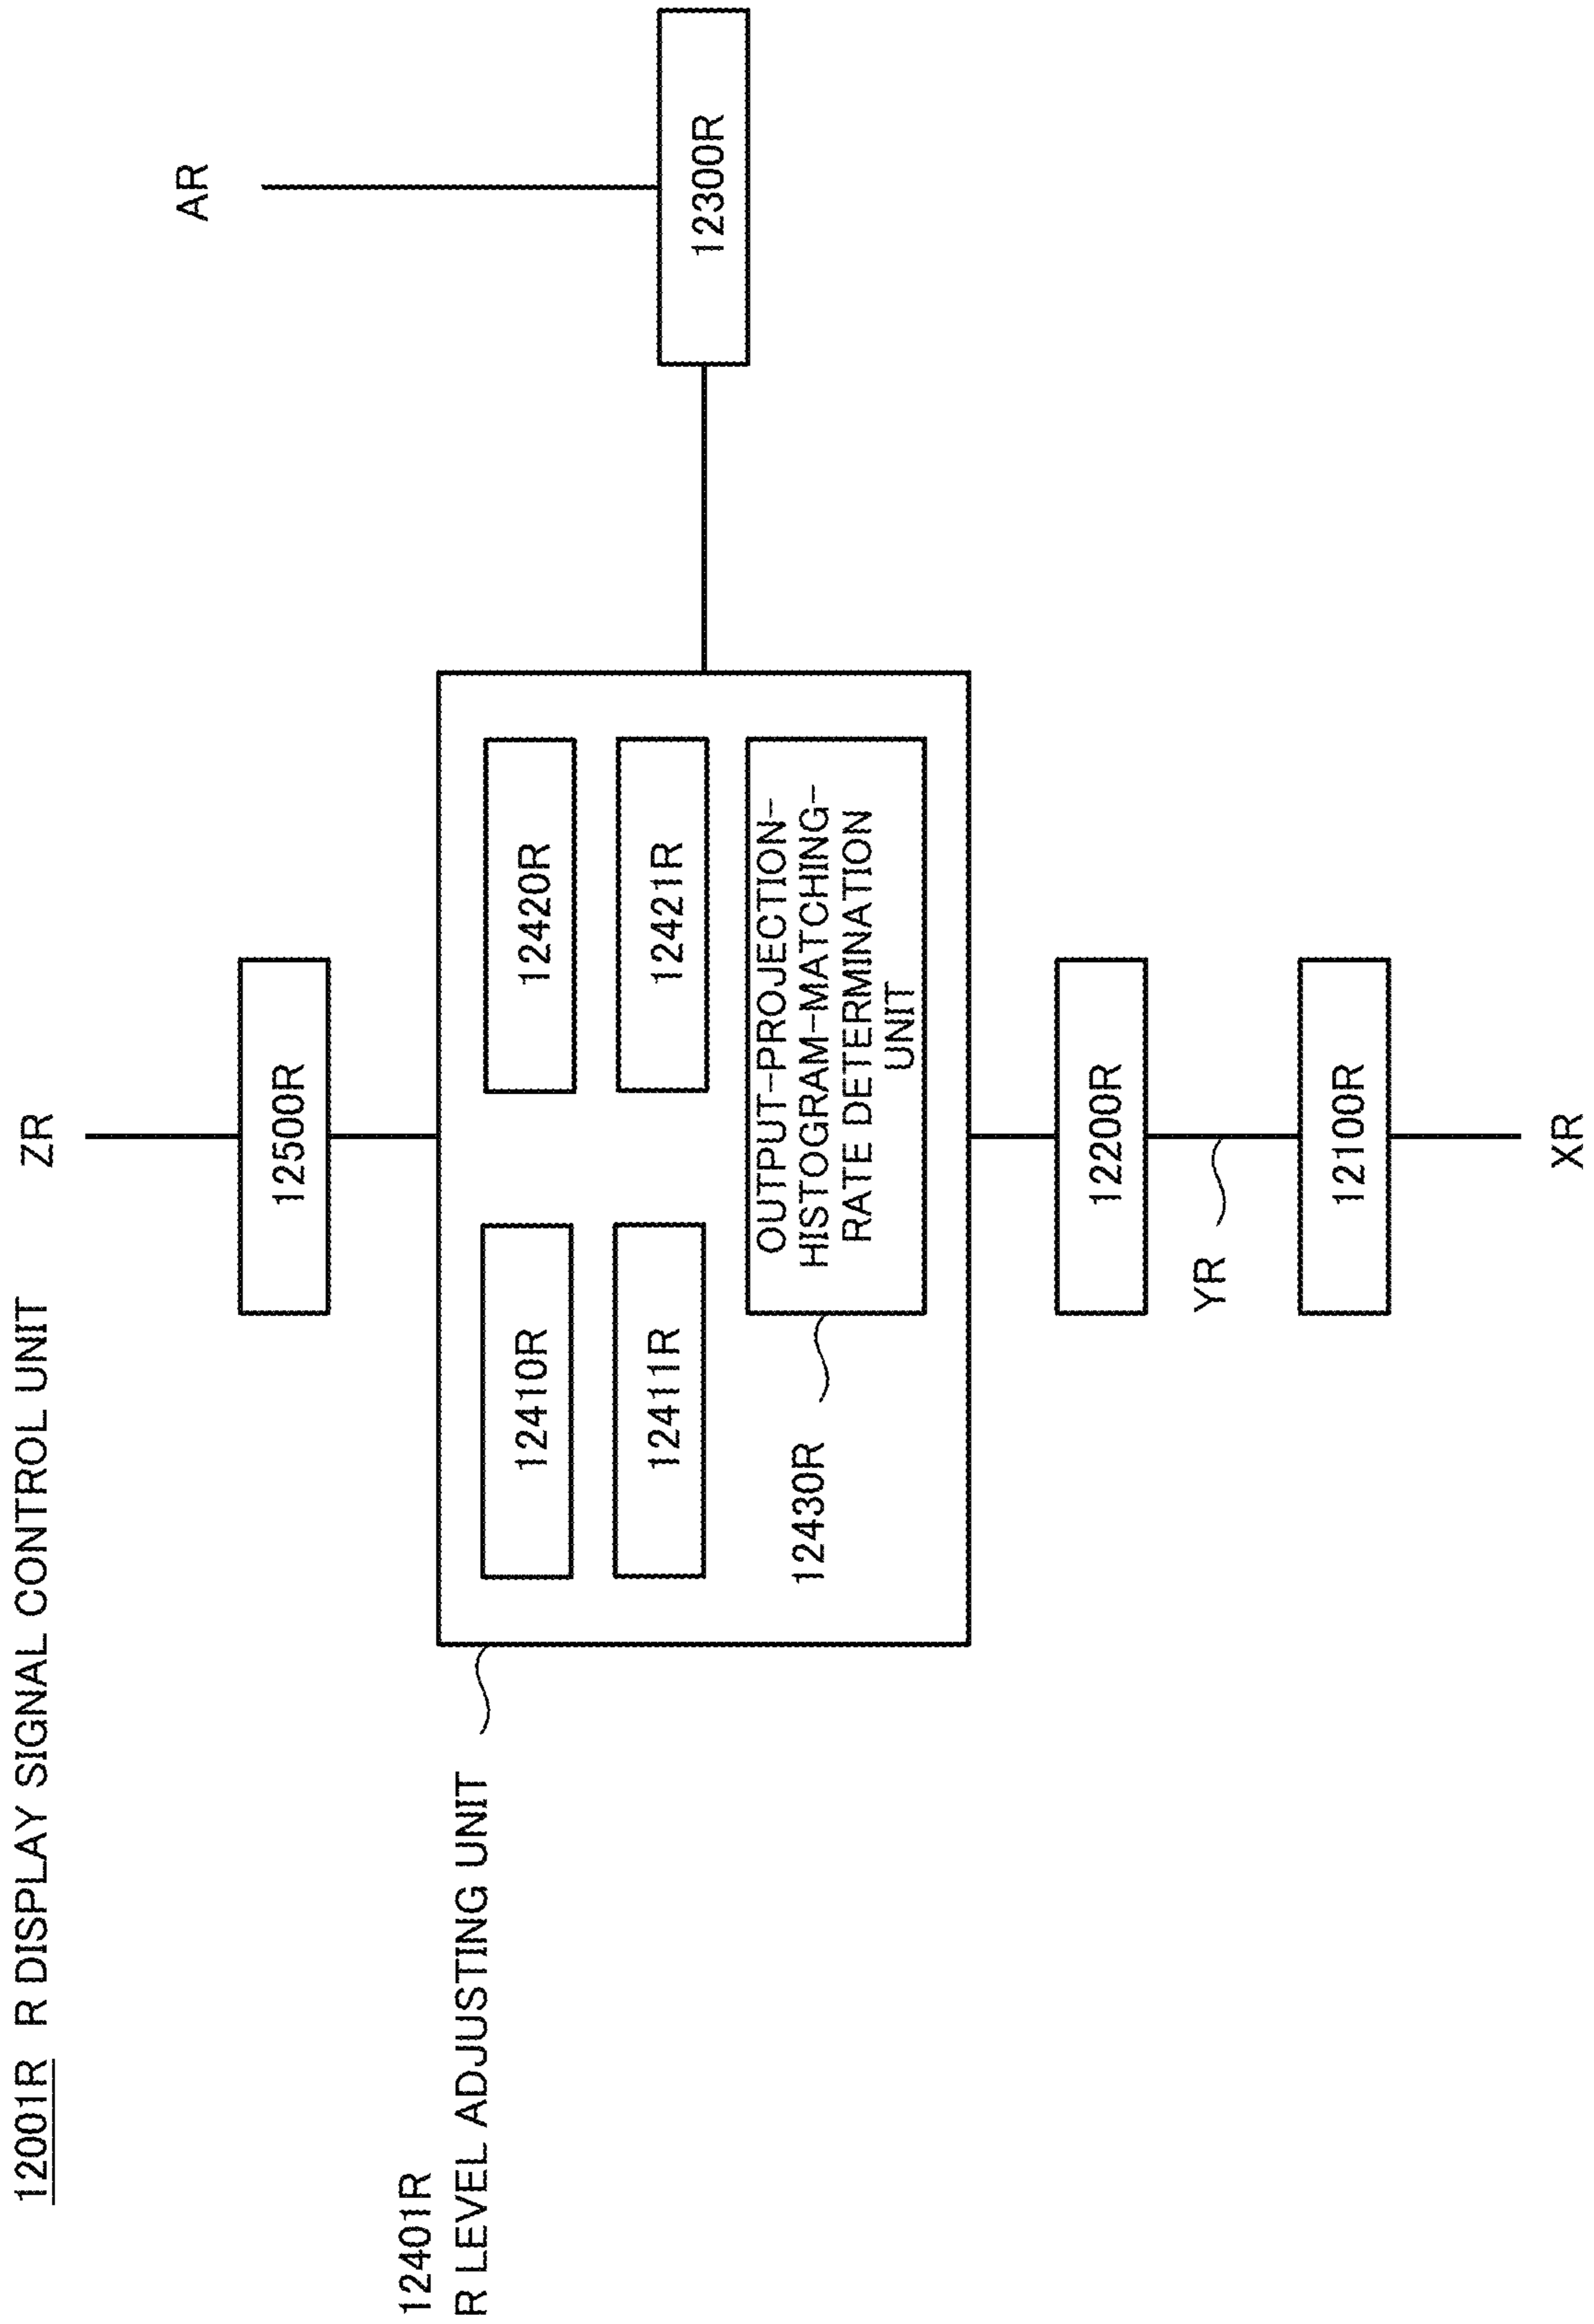 12001R R DISPLAY SIGNAL CONTROL UNIT
ZR
AR
12500R
12401R
R LEVEL ADJUSTING UNIT
12410R
12420R
12411R
12421R
12300R
12430R
OUTPUT-PROJECTION-
HISTOGRAM-MATCHING-
RATE DETERMINATION
UNIT
12200R
YR
12100R
XR